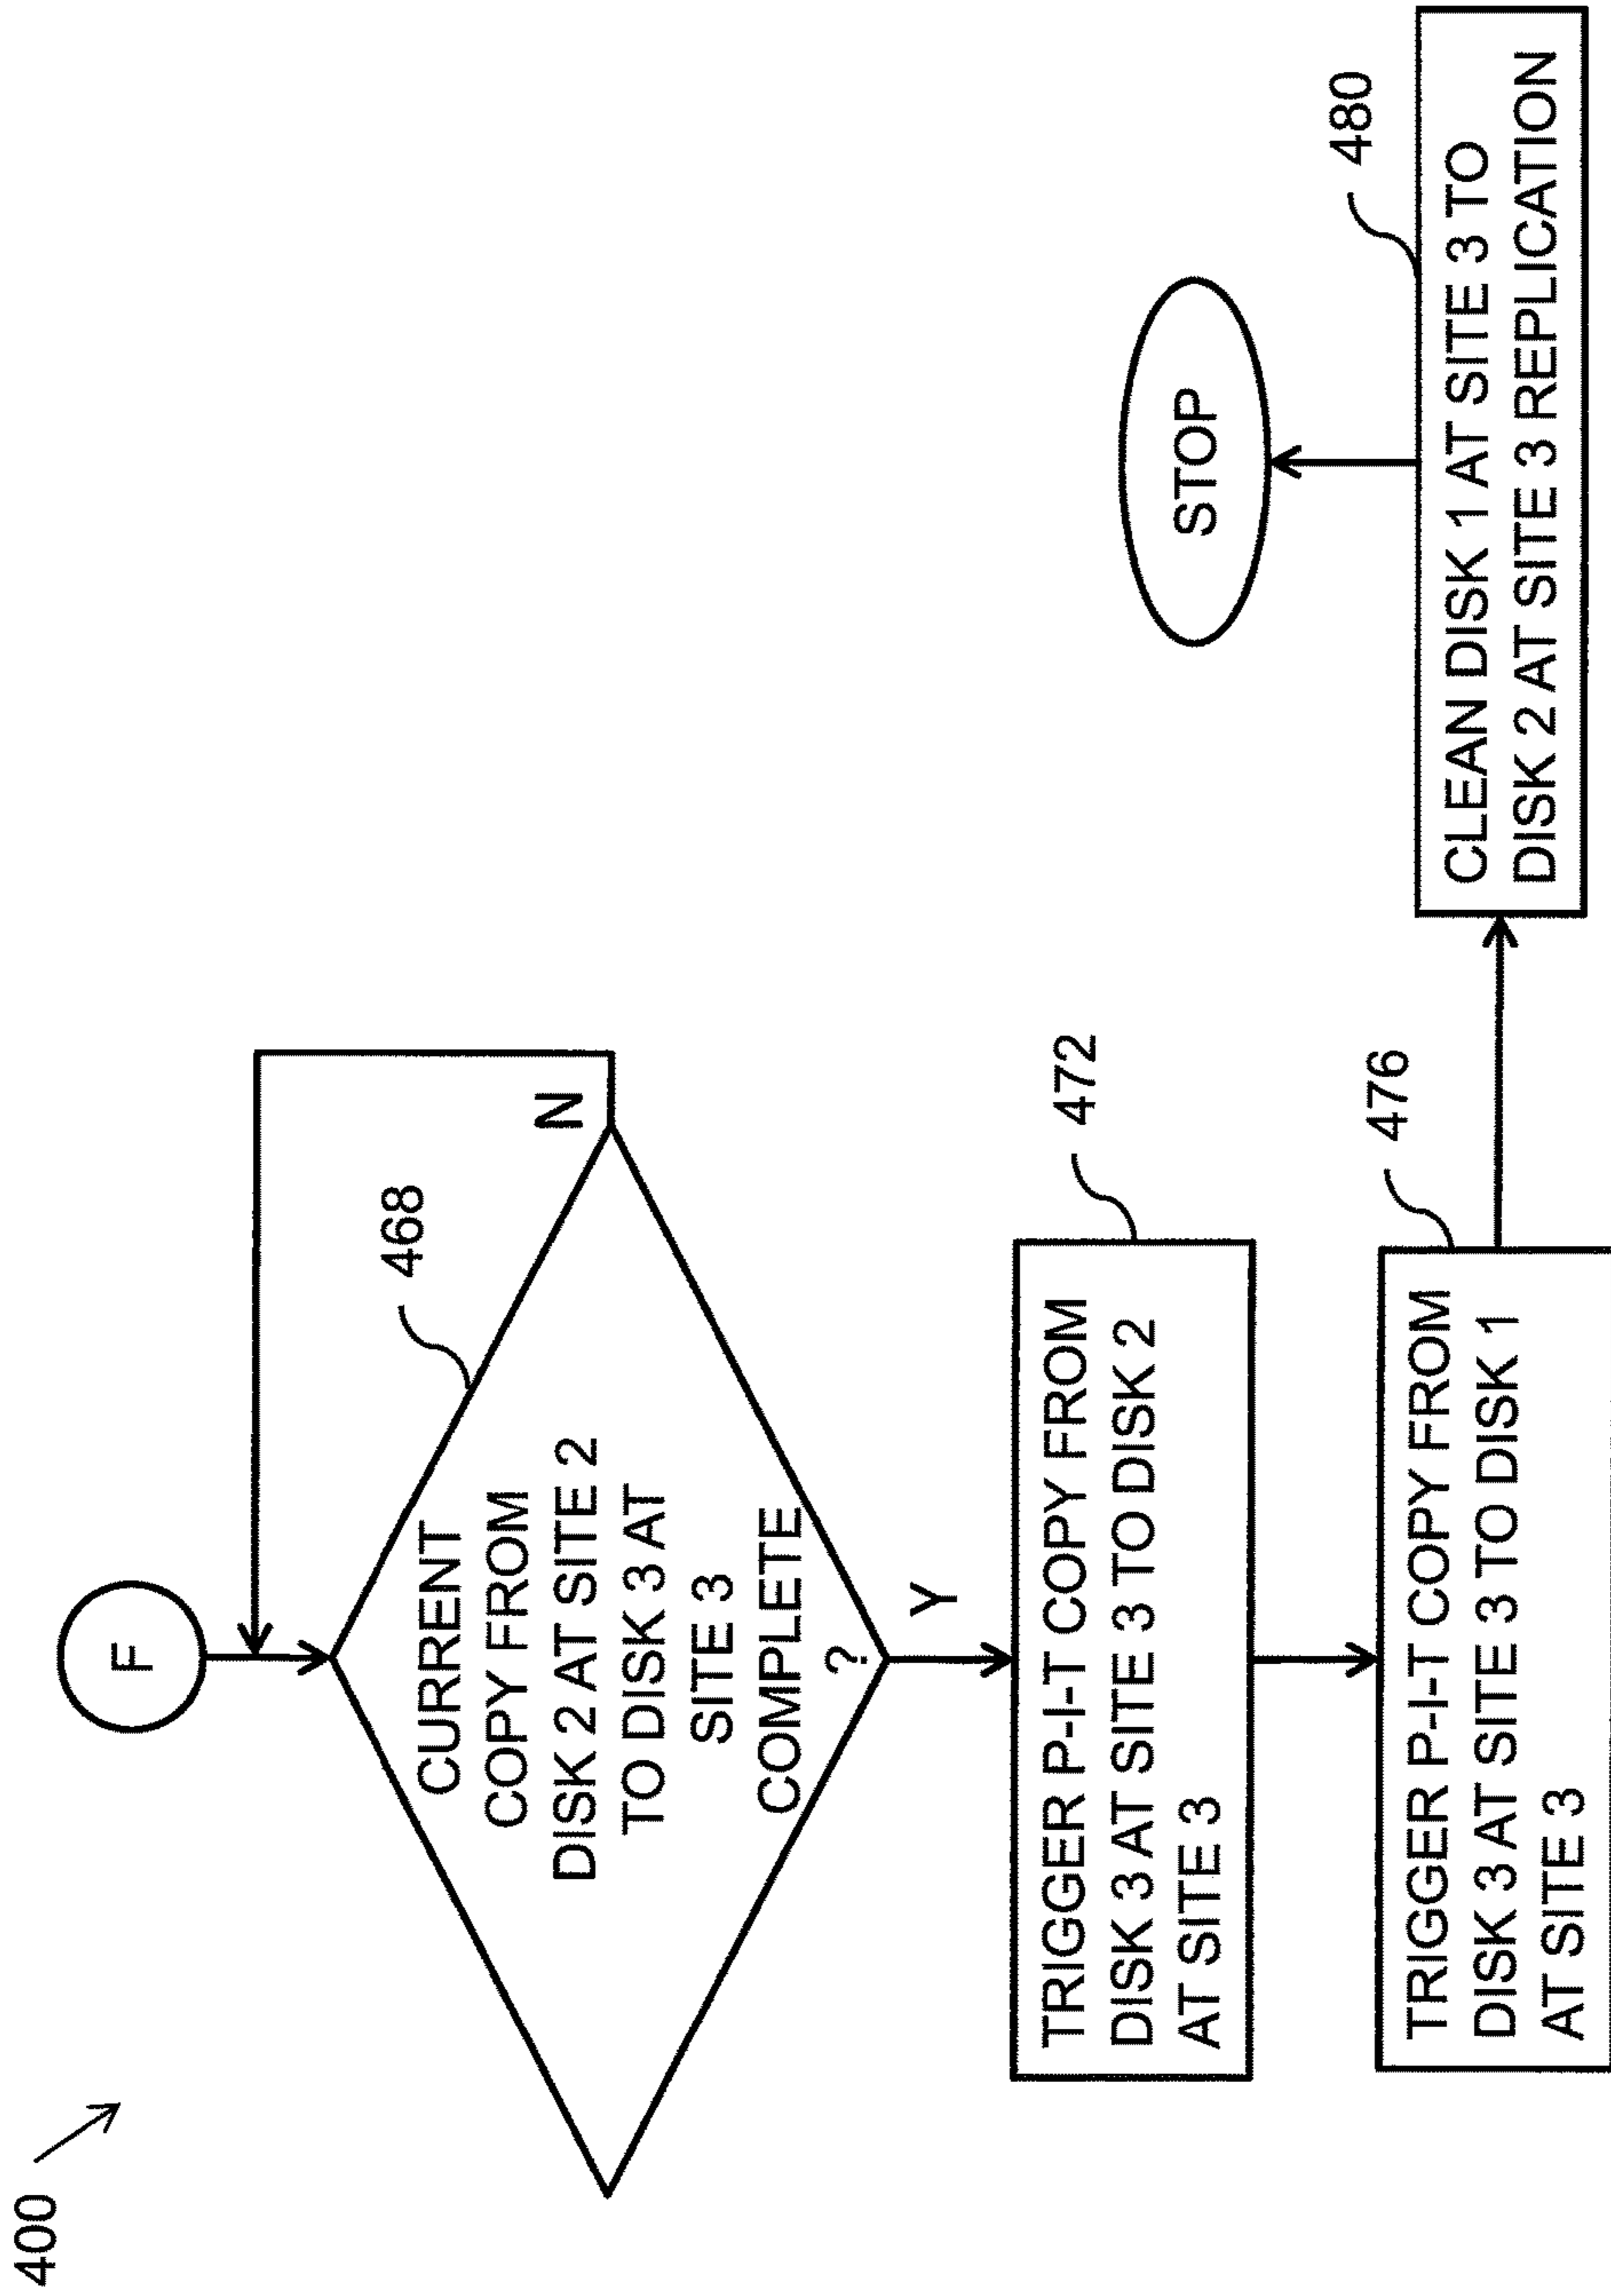 400
F
468
CURRENT
COPY FROM
DISK 2 AT SITE 2
TO DISK 3 AT
SITE 3
COMPLETE
?
N
Y
472
TRIGGER P-I-T COPY FROM
DISK 3 AT SITE 3 TO DISK 2
AT SITE 3
476
TRIGGER P-I-T COPY FROM
DISK 3 AT SITE 3 TO DISK 1
AT SITE 3
STOP
480
CLEAN DISK 1 AT SITE 3 TO
DISK 2 AT SITE 3 REPLICATION